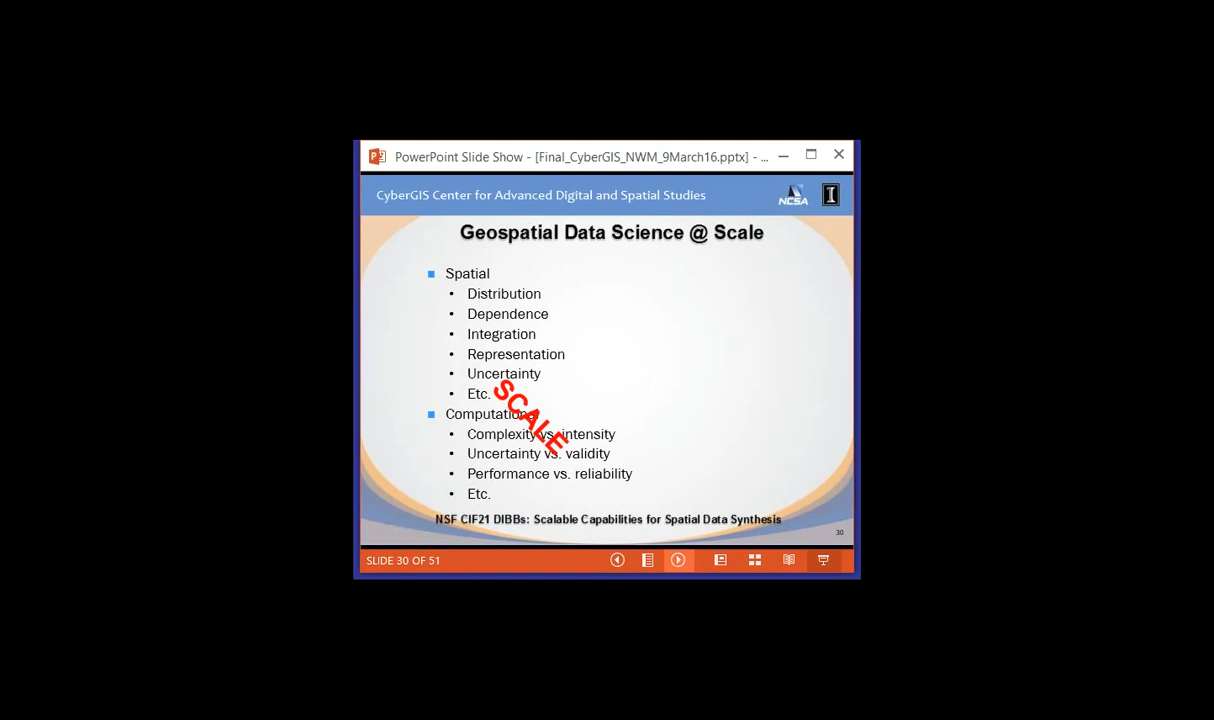 PowerPoint Slide Show - [Final_CyberGIS_NWM_9March16.pptx] - ...
CyberGIS Center for Advanced Digital and Spatial Studies
NCSA
I
Geospatial Data Science @ Scale
Spatial
Distribution
Dependence
Integration
Representation
Uncertainty
Etc.
SCALE
Computational
Complexity vs. intensity
Uncertainty vs. validity
Performance vs. reliability
Etc.
NSF CIF21 DIBBs: Scalable Capabilities for Spatial Data Synthesis
30
SLIDE 30 OF 51